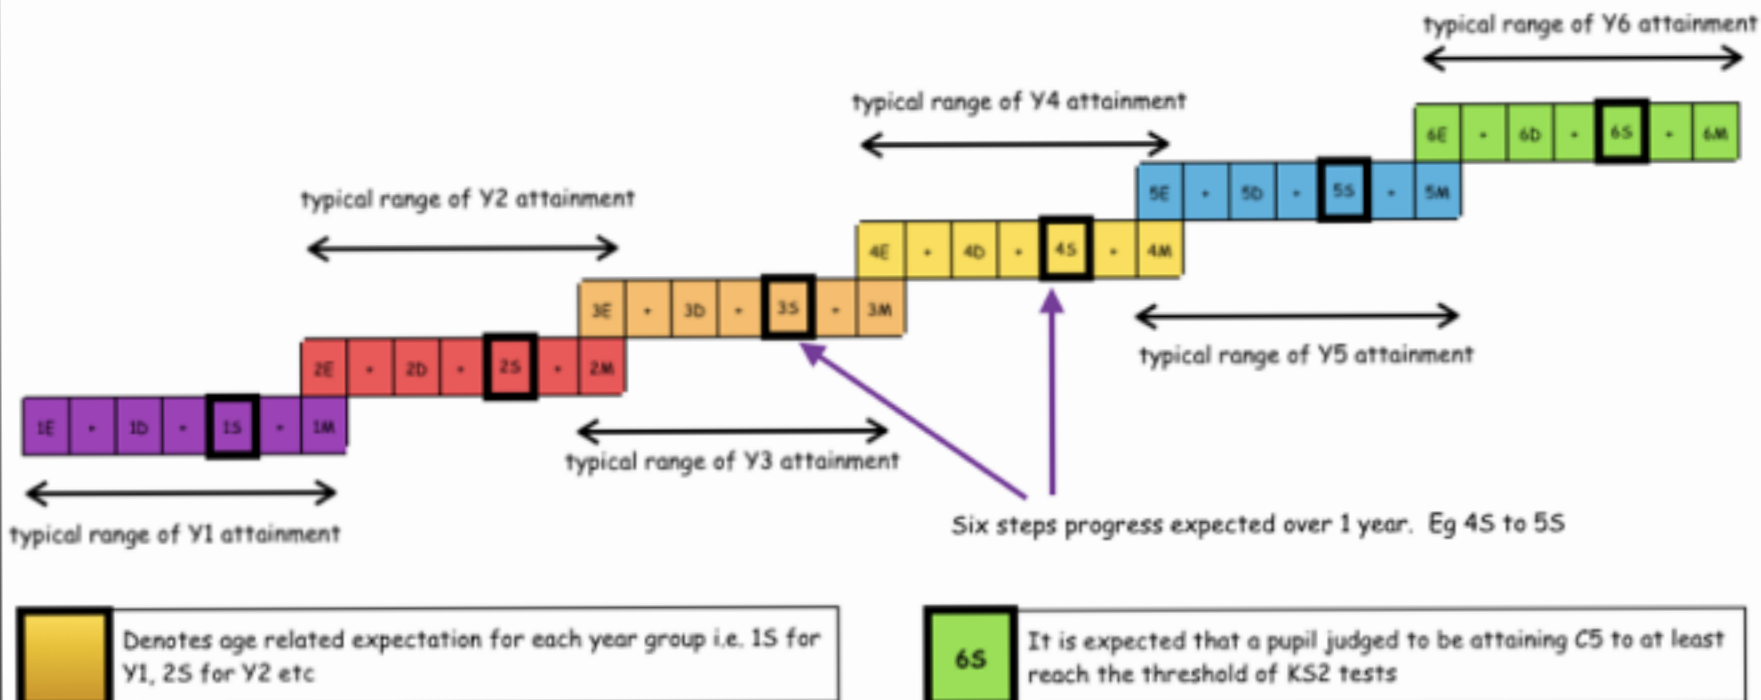 typical range of Y6 attainment
typical range of Y4 attainment
6E + 6D + 6S + 6M
5E + 5D + 5S + 5M
typical range of Y2 attainment
4E + 4D + 4S + 4M
3E + 3D + 3S + 3M
typical range of Y5 attainment
2E + 2D + 2S + 2M
1E + 1D + 1S + 1M
typical range of Y3 attainment
typical range of Y1 attainment
Six steps progress expected over 1 year. Eg 4S to 5S
Denotes age related expectation for each year group i.e. 1S for
Y1, 2S for Y2 etc
6S
It is expected that a pupil judged to be attaining C5 to at least
reach the threshold of KS2 tests